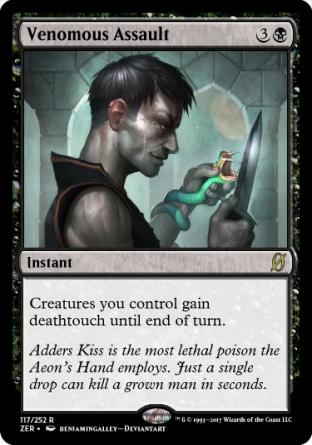 Venomous Assault 3
Instant
Creatures you control gain
deathtouch until end of turn.
Adders Kiss is the most lethal poison the
Aeon's Hand employs. Just a single
drop can kill a grown man in seconds.
117/252 R
ZER • BENJAMINGALLEY—DEVIANTART
™ & © 1993–2017 Wizards of the Coast LLC